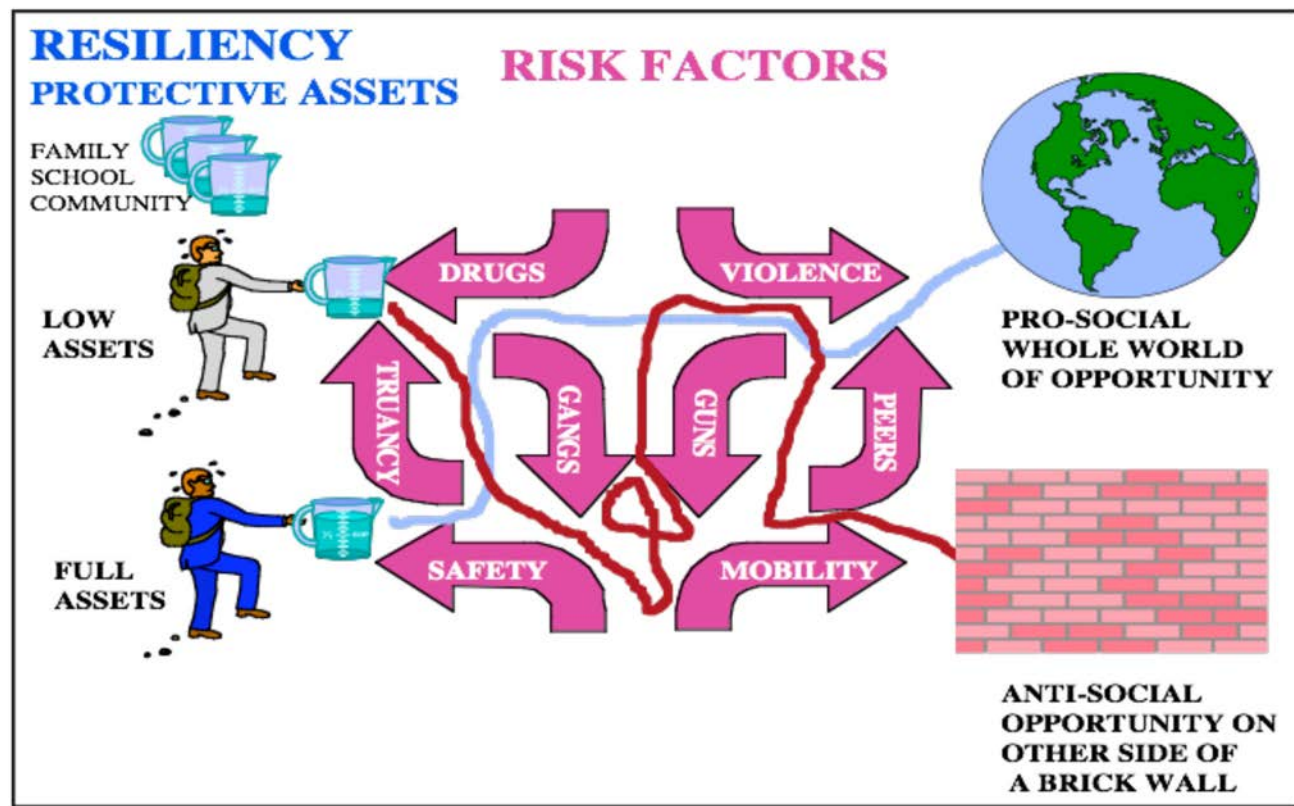 RESILIENCY
PROTECTIVE ASSETS
RISK FACTORS
FAMILY
SCHOOL
COMMUNITY
LOW
ASSETS
FULL
ASSETS
DRUGS
VIOLENCE
TRUANCY
GANGS
GUNS
PEERS
SAFETY
MOBILITY
PRO-SOCIAL
WHOLE WORLD
OF OPPORTUNITY
ANTI-SOCIAL
OPPORTUNITY ON
OTHER SIDE OF
A BRICK WALL